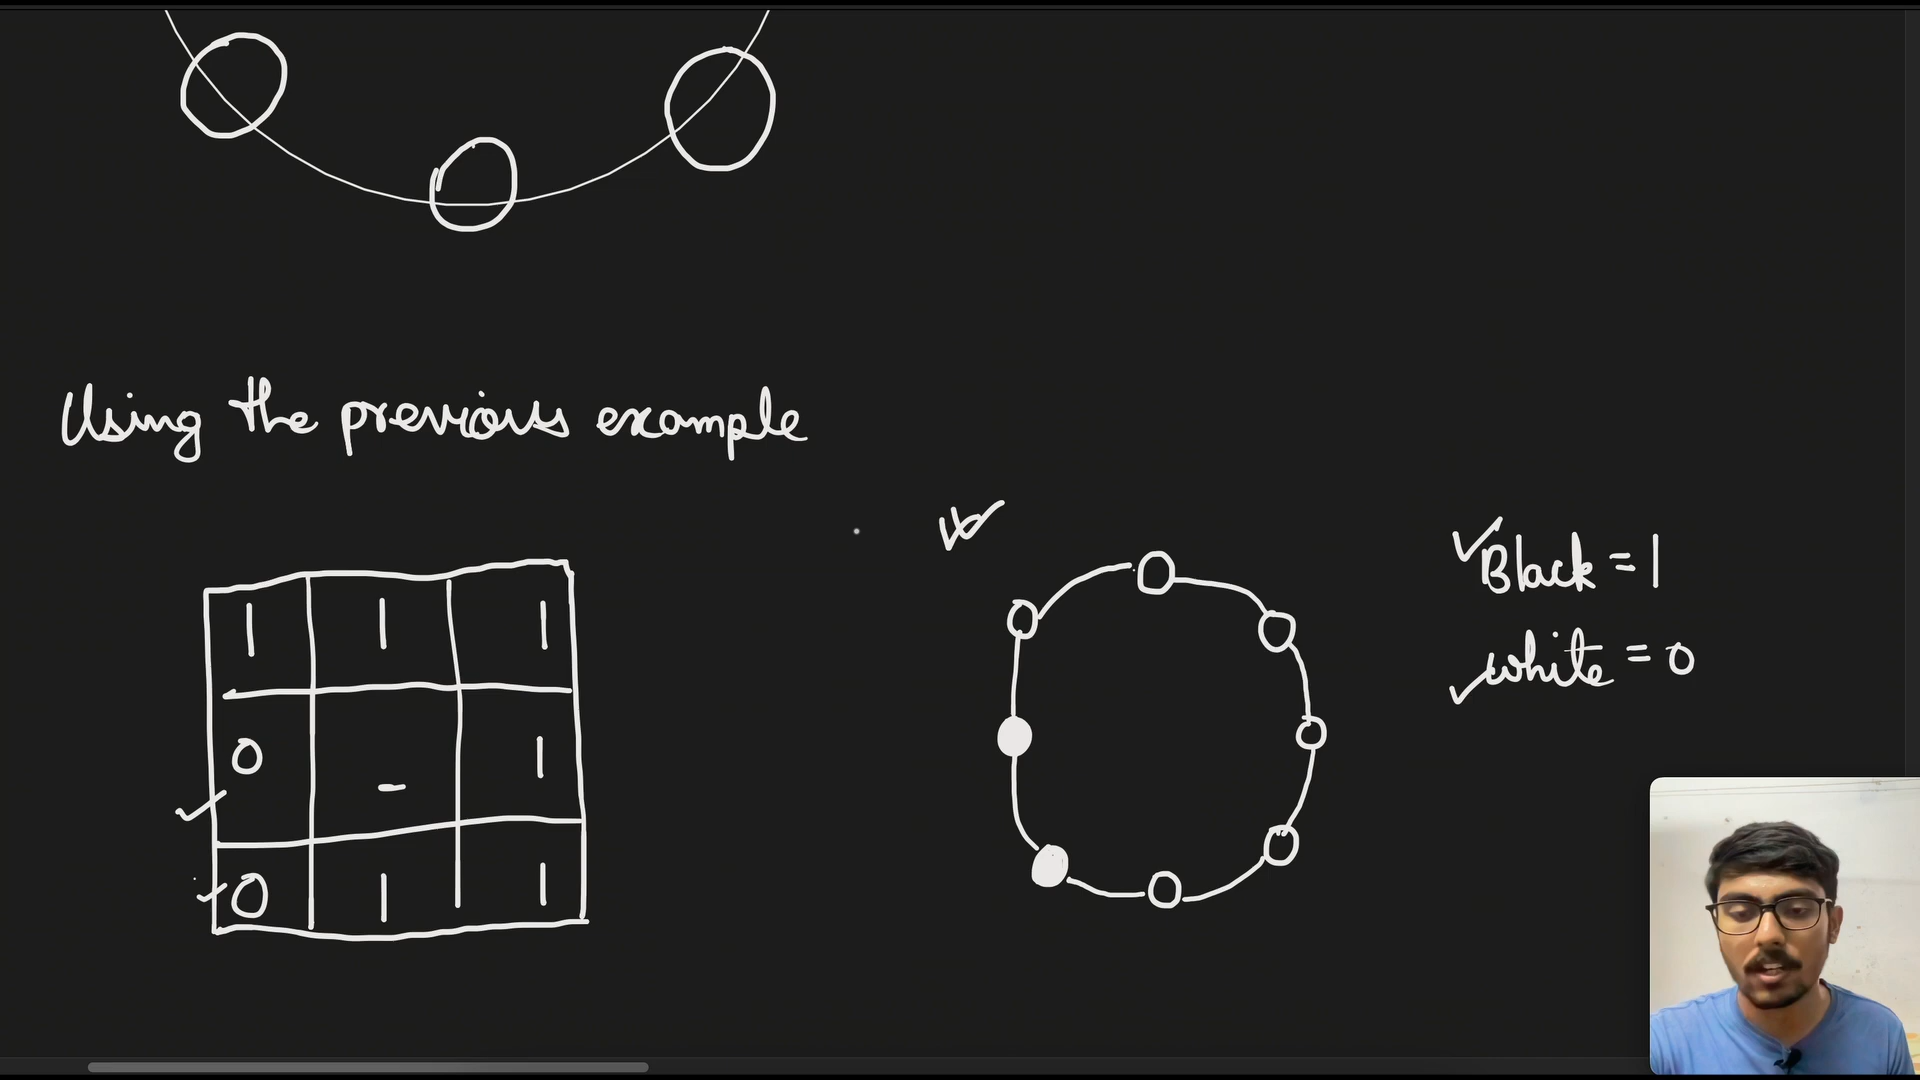 Using the previous example
Black = 1
white = 0
1 1 1
0 - 1
0 1 1